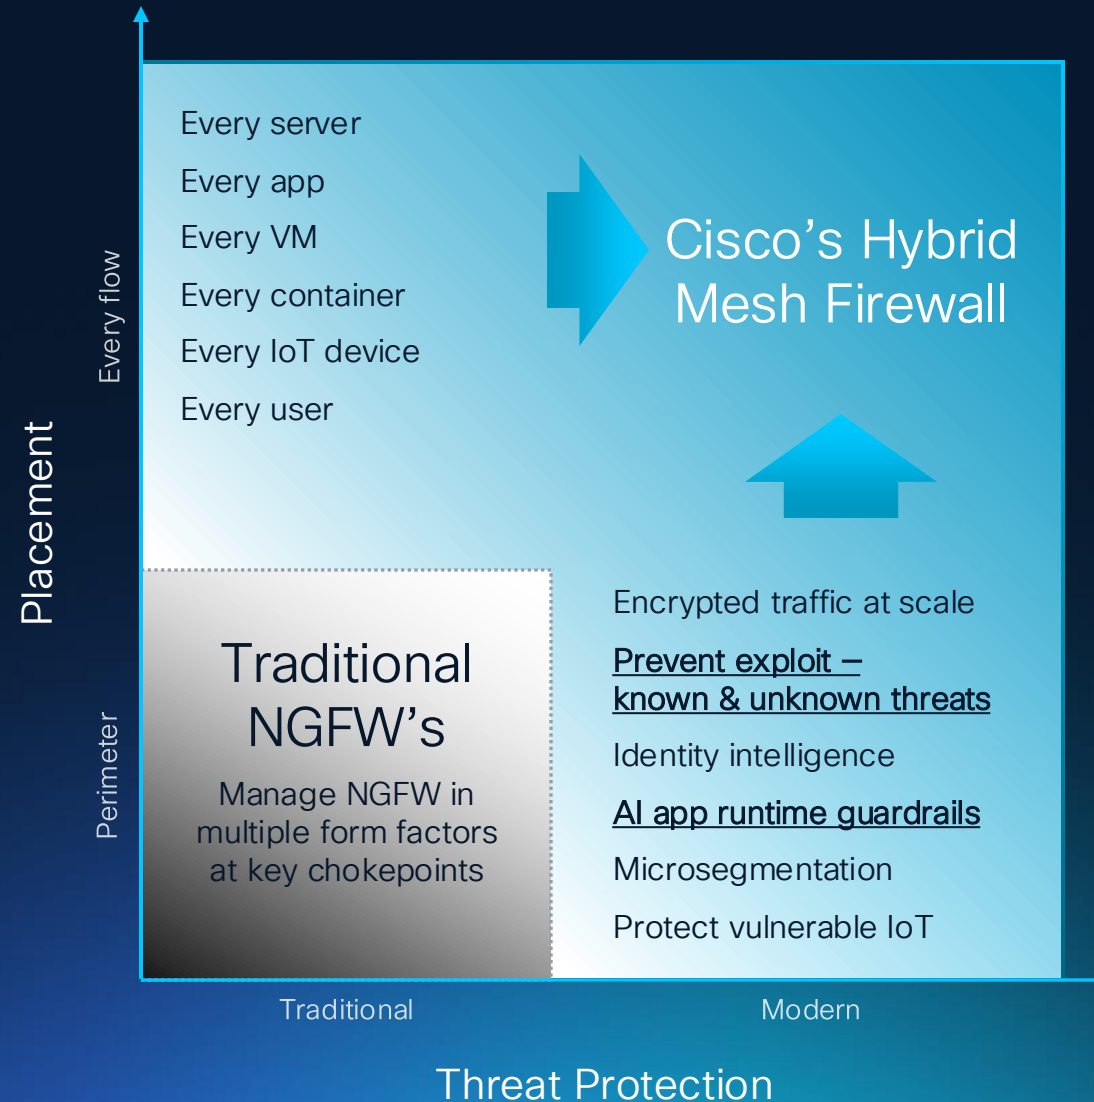 Every server
Every app
Every VM
Every container
Every IoT device
Every user
Cisco’s Hybrid
Mesh Firewall
Every flow
Placement
Perimeter
Traditional
NGFW’s
Manage NGFW in
multiple form factors
at key chokepoints
Encrypted traffic at scale
Prevent exploit –
known & unknown threats
Identity intelligence
AI app runtime guardrails
Microsegmentation
Protect vulnerable IoT
Traditional
Modern
Threat Protection